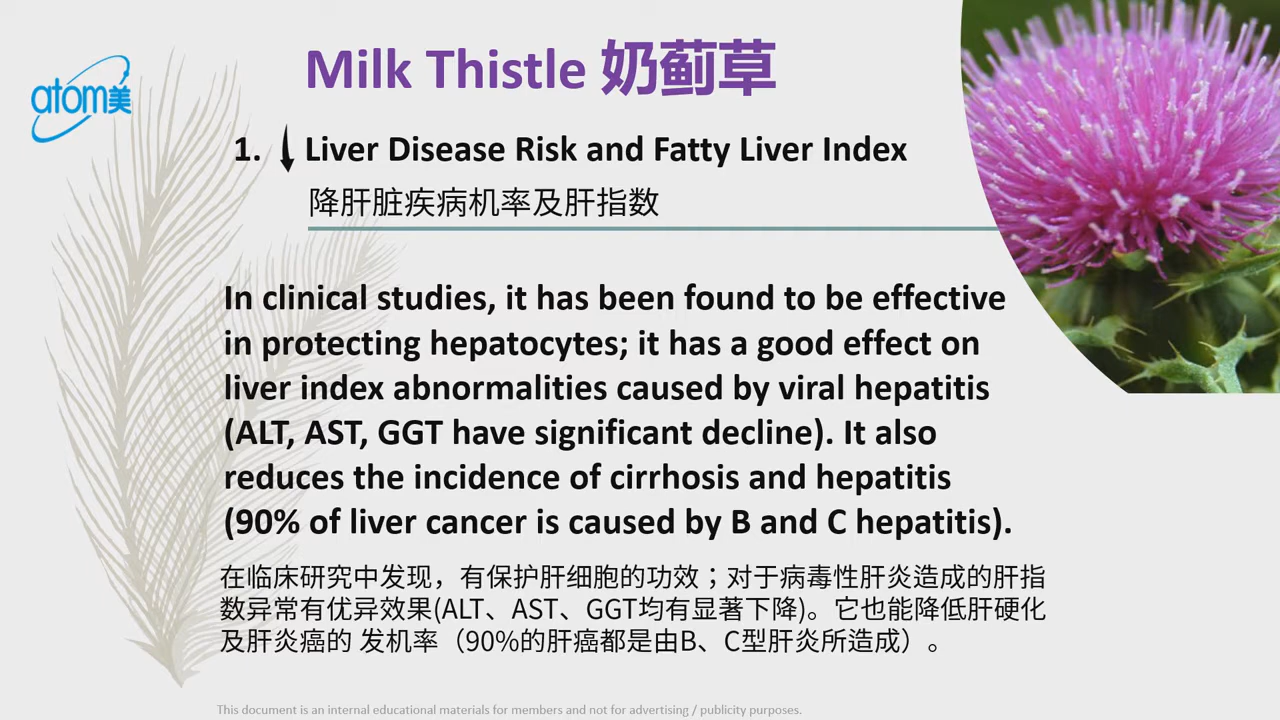 atom美
Milk Thistle 奶蓟草
1. Liver Disease Risk and Fatty Liver Index
降肝脏疾病机率及肝指数
In clinical studies, it has been found to be effective
in protecting hepatocytes; it has a good effect on
liver index abnormalities caused by viral hepatitis
(ALT, AST, GGT have significant decline). It also
reduces the incidence of cirrhosis and hepatitis
(90% of liver cancer is caused by B and C hepatitis).
在临床研究中发现，有保护肝细胞的功效；对于病毒性肝炎造成的肝指
数异常有优异效果(ALT、AST、GGT均有显著下降)。它也能降低肝硬化
及肝炎癌的 发机率（90%的肝癌都是由B、C型肝炎所造成）。
This document is an internal educational materials for members and not for advertising / publicity purposes.